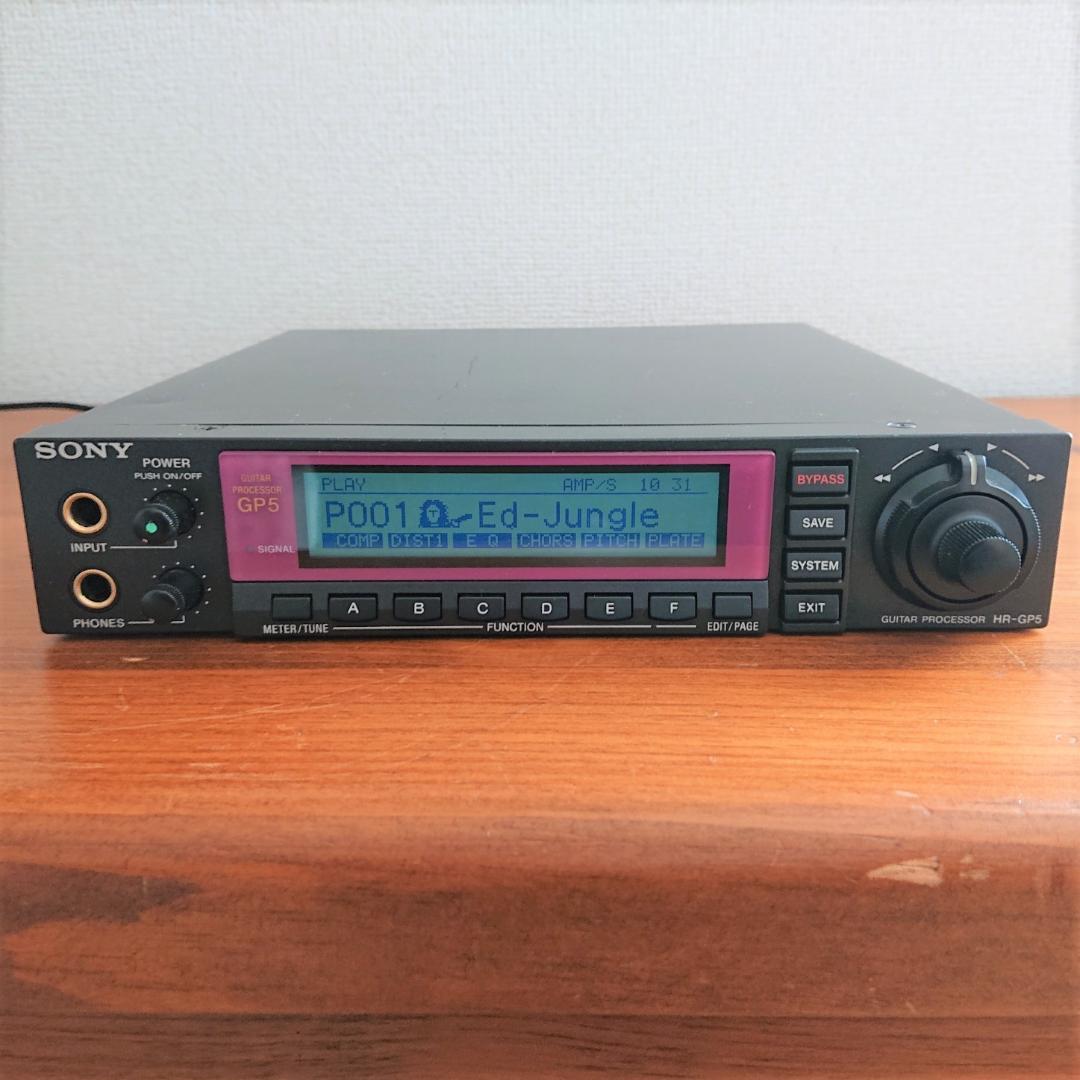 SONY
POWER
PUSH ON/OFF
INPUT
PHONES
GUITAR
PROCESSOR
GP5
SIGNAL
PLAY AMP/S 10 31
P001 Ed-Jungle
COMP DIST1 E Q CHORS PITCH PLATE
A B C D E F
METER/TUNE FUNCTION EDIT/PAGE
BYPASS
SAVE
SYSTEM
EXIT
GUITAR PROCESSOR HR-GP5